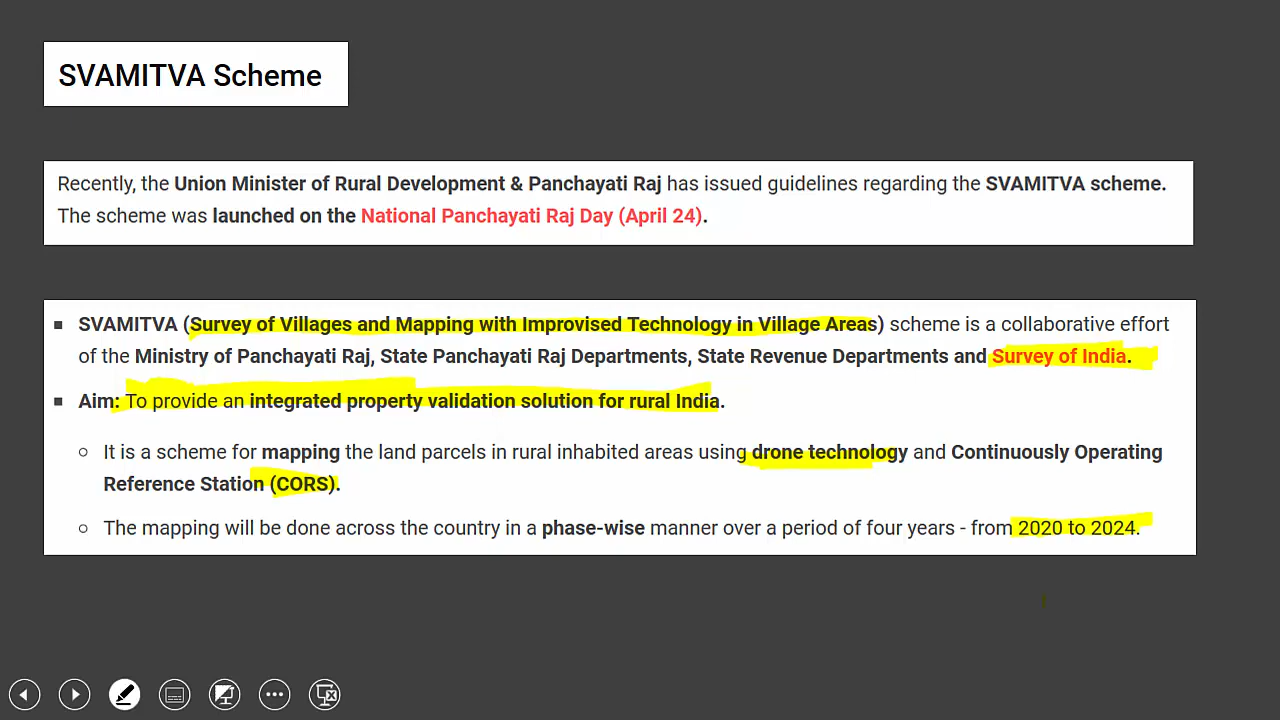 SVAMITVA Scheme
Recently, the Union Minister of Rural Development & Panchayati Raj has issued guidelines regarding the SVAMITVA scheme.
The scheme was launched on the National Panchayati Raj Day (April 24).
SVAMITVA (Survey of Villages and Mapping with Improvised Technology in Village Areas) scheme is a collaborative effort
of the Ministry of Panchayati Raj, State Panchayati Raj Departments, State Revenue Departments and Survey of India.
Aim: To provide an integrated property validation solution for rural India.
It is a scheme for mapping the land parcels in rural inhabited areas using drone technology and Continuously Operating
Reference Station (CORS).
The mapping will be done across the country in a phase-wise manner over a period of four years - from 2020 to 2024.